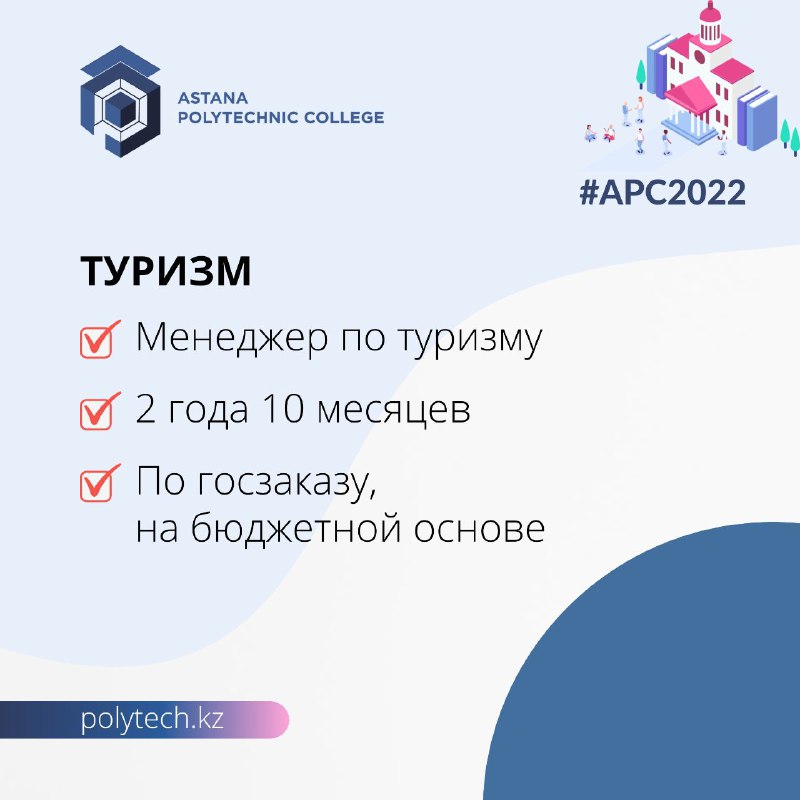 ASTANA
POLYTECHNIC COLLEGE
#APC2022
ТУРИЗМ
Менеджер по туризму
2 года 10 месяцев
По госзаказу,
на бюджетной основе
polytech.kz